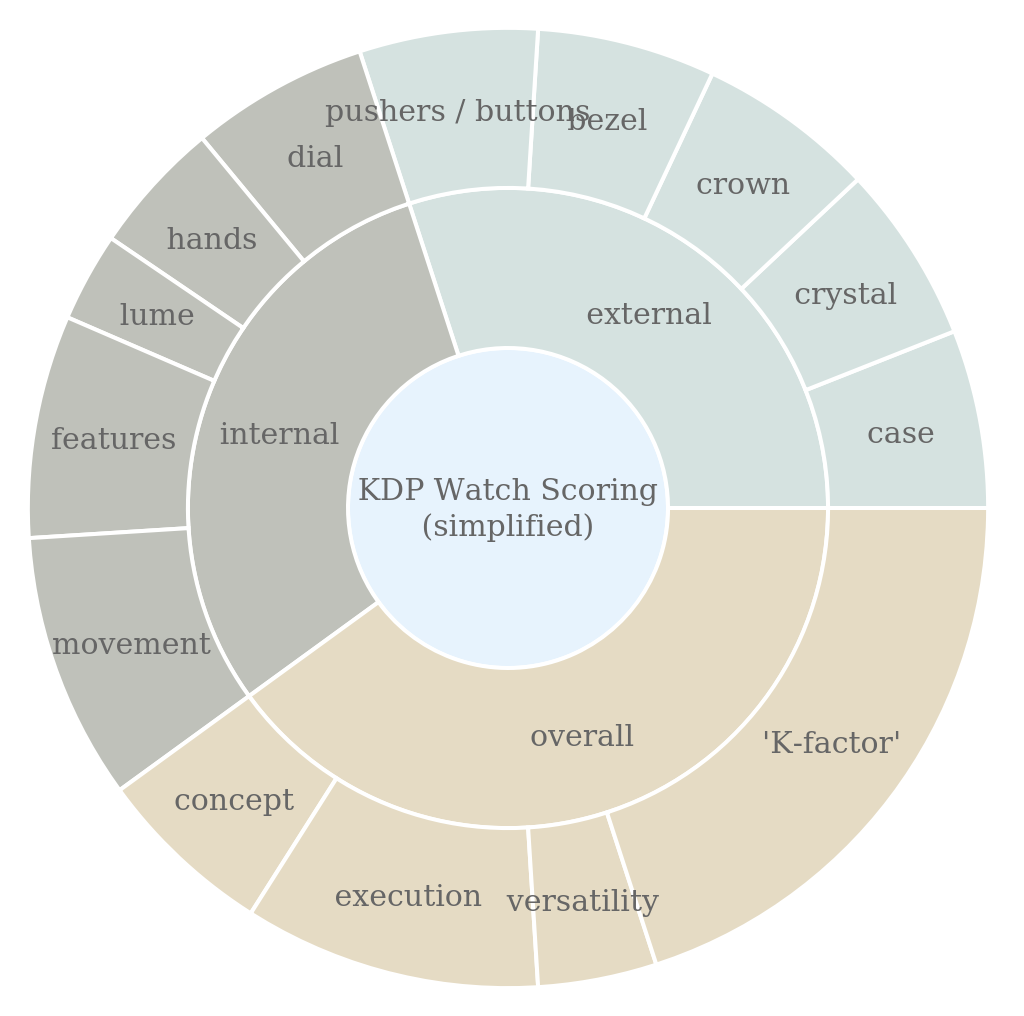 pushers / buttons
bezel
dial
crown
hands
crystal
lume
external
features
internal
case
KDP Watch Scoring
(simplified)
movement
overall
'K-factor'
concept
execution
versatility